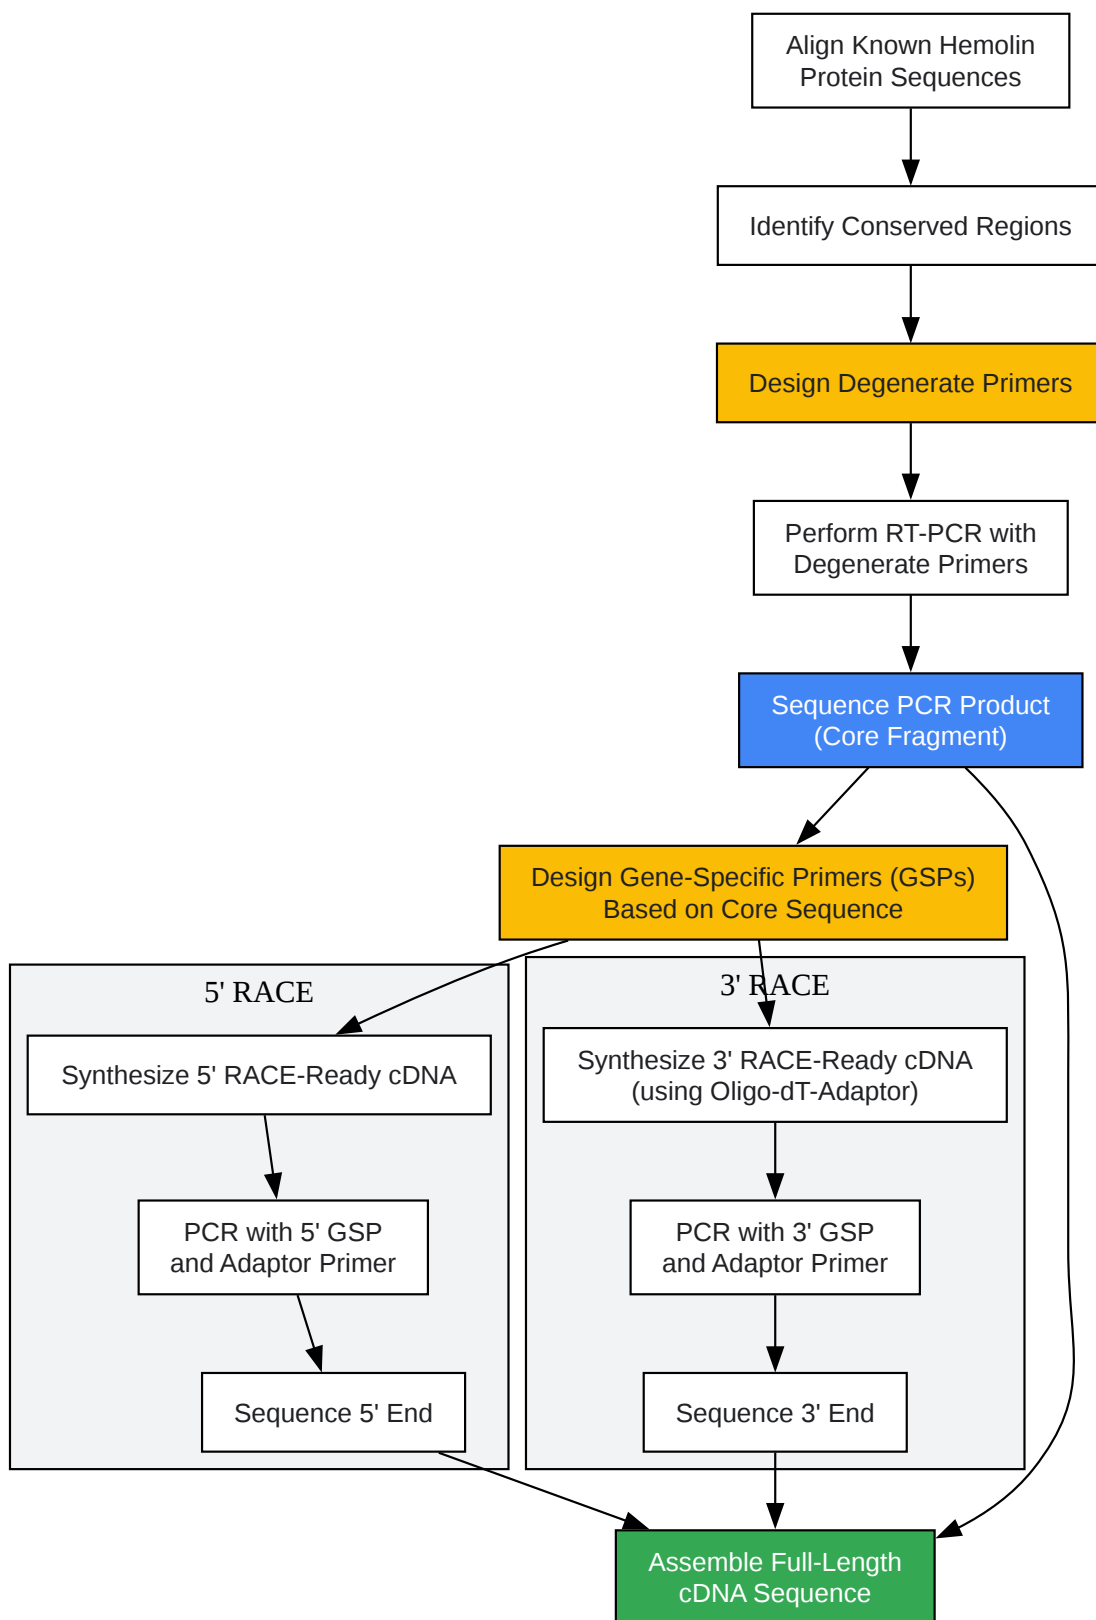 Align Known Hemolin
Protein Sequences
Identify Conserved Regions
Design Degenerate Primers
Perform RT-PCR with
Degenerate Primers
Sequence PCR Product
(Core Fragment)
Design Gene-Specific Primers (GSPs)
Based on Core Sequence
5' RACE
Synthesize 5' RACE-Ready cDNA
PCR with 5' GSP
and Adaptor Primer
Sequence 5' End
3' RACE
Synthesize 3' RACE-Ready cDNA
(using Oligo-dT-Adaptor)
PCR with 3' GSP
and Adaptor Primer
Sequence 3' End
Assemble Full-Length
cDNA Sequence